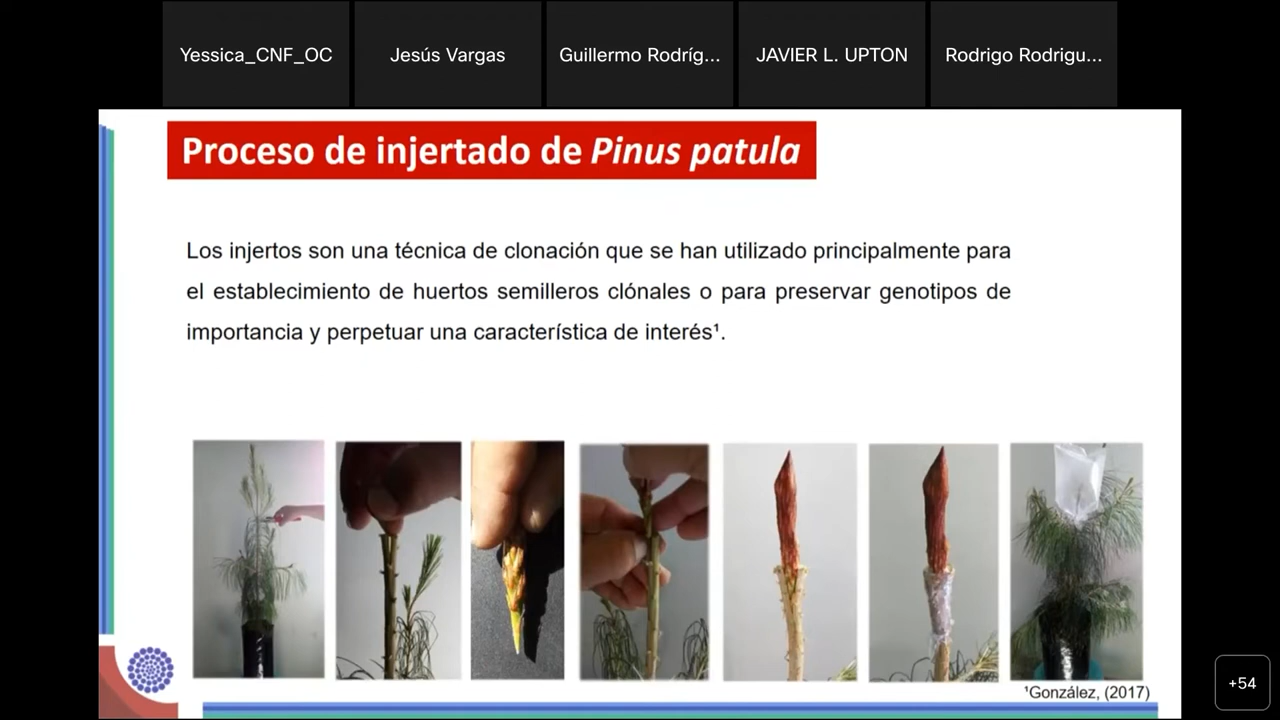 Yessica_CNF_OC
Jesús Vargas
Guillermo Rodríg...
JAVIER L. UPTON
Rodrigo Rodrigu...
Proceso de injertado de Pinus patula
Los injertos son una técnica de clonación que se han utilizado principalmente para
el establecimiento de huertos semilleros clónales o para preservar genotipos de
importancia y perpetuar una característica de interés¹.
¹González, (2017)
+54